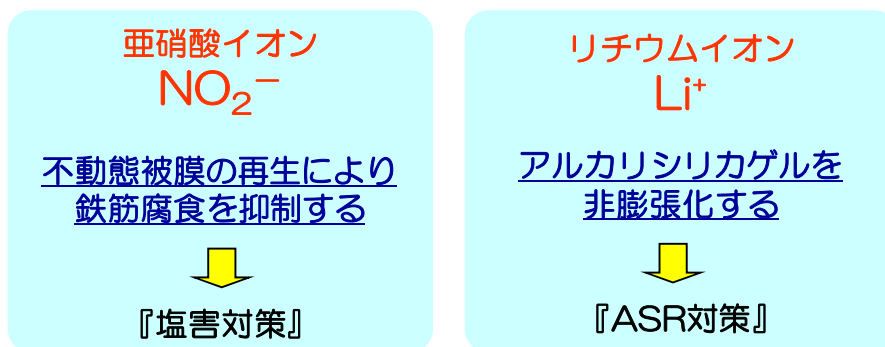 亜硝酸イオン
NO₂⁻
不動態被膜の再生により
鉄筋腐食を抑制する
『塩害対策』
リチウムイオン
Li⁺
アルカリシリカゲルを
非膨張化する
『ASR対策』